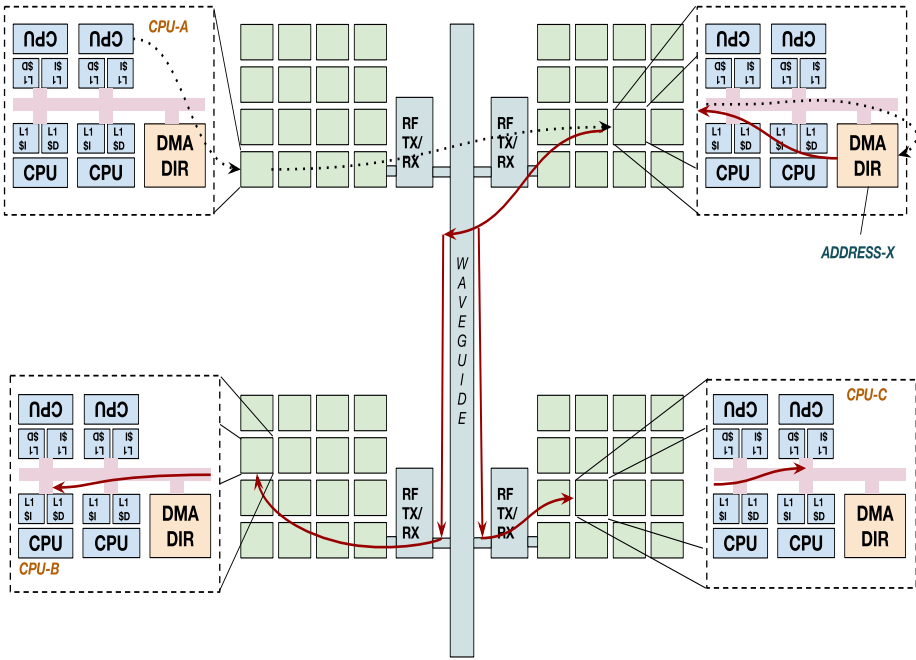 CPU-A
CPU CPU
L1 $D L1 $I L1 $D L1 $I
L1 $I L1 $D L1 $I L1 $D
CPU CPU
DMA DIR
RF TX/ RX
RF TX/ RX
CPU CPU
L1 $D L1 $I L1 $D L1 $I
L1 $I L1 $D L1 $I L1 $D
CPU CPU
DMA DIR
ADDRESS-X
WAVEGUIDE
CPU CPU
L1 $D L1 $I L1 $D L1 $I
L1 $I L1 $D L1 $I L1 $D
CPU CPU
DMA DIR
CPU-B
RF TX/ RX
RF TX/ RX
CPU-C
CPU CPU
L1 $D L1 $I L1 $D L1 $I
L1 $I L1 $D L1 $I L1 $D
CPU CPU
DMA DIR